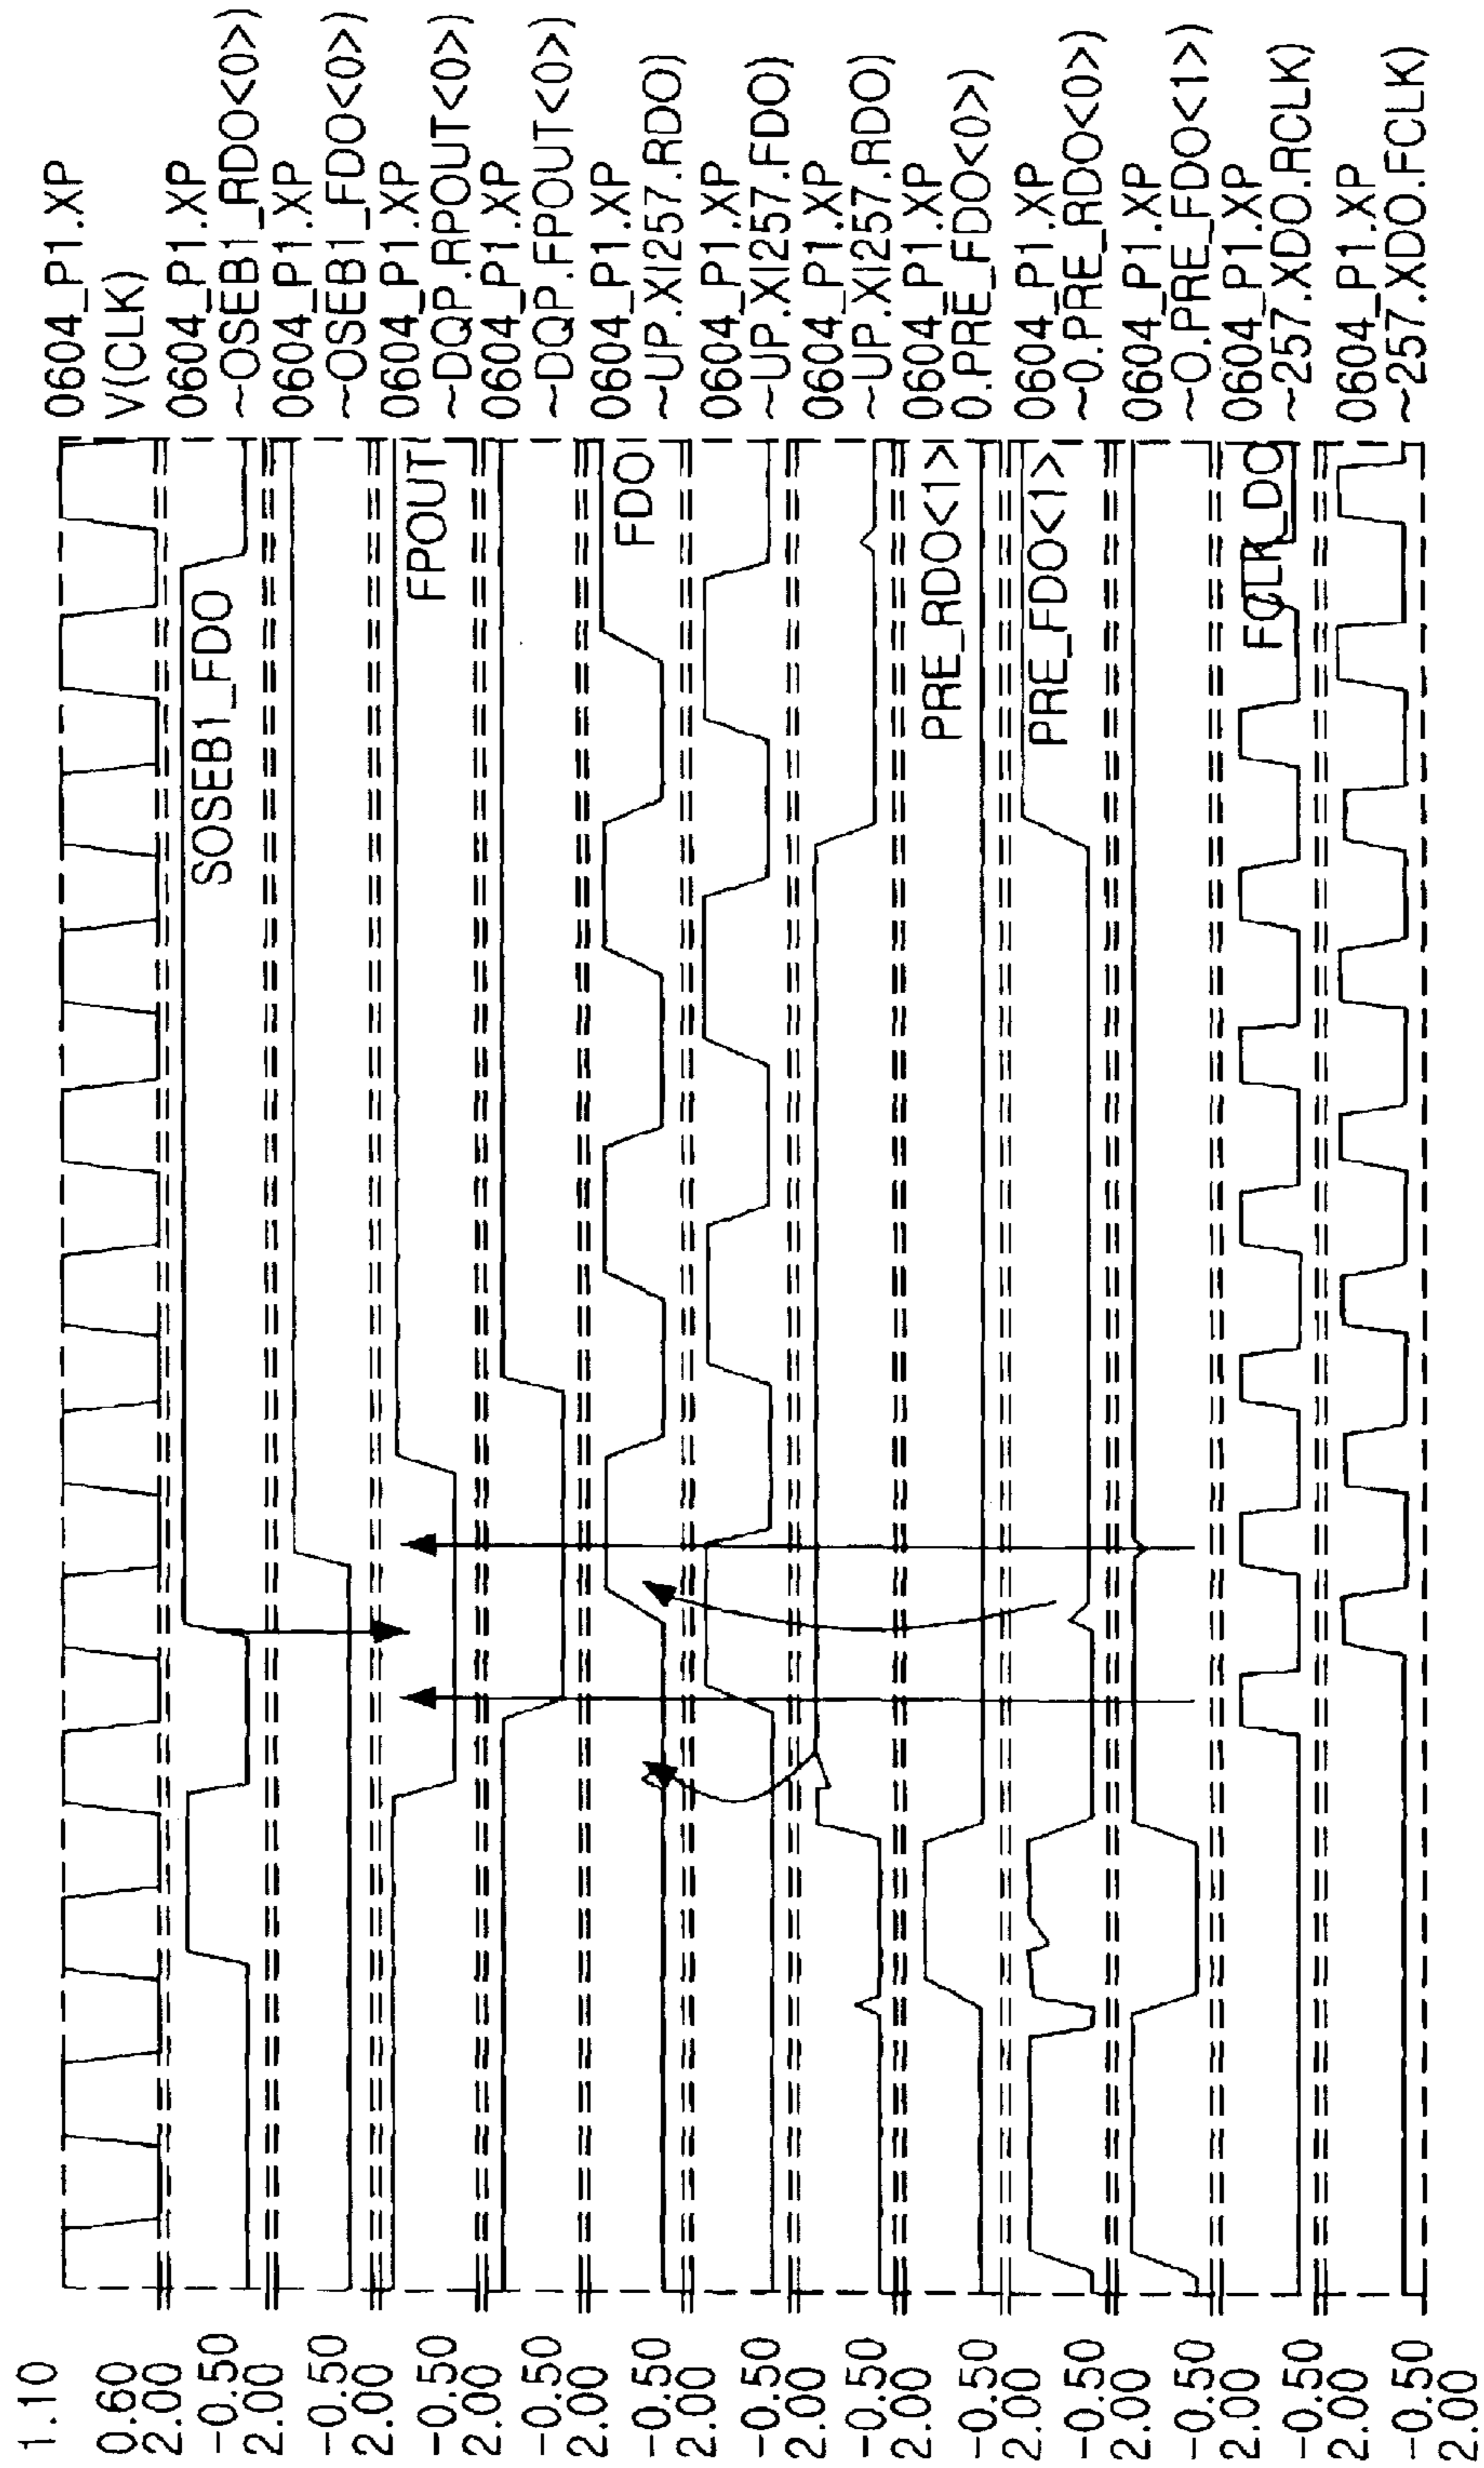 1.10
0.60
2.00
-0.50
2.00
-0.50
2.00
-0.50
2.00
-0.50
2.00
-0.50
2.00
-0.50
2.00
-0.50
2.00
-0.50
2.00
-0.50
2.00
-0.50
2.00
-0.50
2.00
-0.50
2.00
SOSEB1_FDO
FPOUT
FDO
PRE_RDO<1>
PRE_FDO<1>
FCLK_DO
0604_P1.XP
V(CLK)
0604_P1.XP
~OSEB1_RDO<0>)
0604_P1.XP
~OSEB1_FDO<0>)
0604_P1.XP
~DQP.RPOUT<0>)
0604_P1.XP
~DQP.FPOUT<0>)
0604_P1.XP
~UP.XI257.RDO)
0604_P1.XP
~UP.XI257.FDO)
0604_P1.XP
~UP.XI257.RDO)
0604_P1.XP
0.PRE_FDO<0>)
0604_P1.XP
~0.PRE_RDO<0>)
0604_P1.XP
~O.PRE_FDO<1>)
0604_P1.XP
~257.XDO.RCLK)
0604_P1.XP
~257.XDO.FCLK)